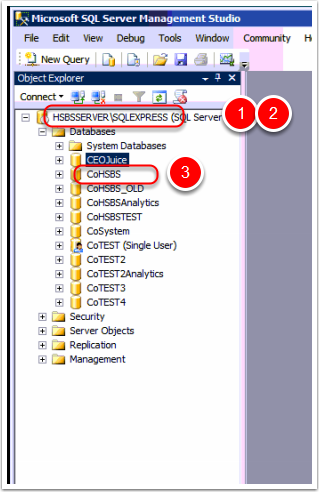 Microsoft SQL Server Management Studio
File Edit View Debug Tools Window Community
New Query
Object Explorer
Connect
HSBSSERVER\SQLEXPRESS (SQL Server
1 2
Databases
System Databases
CEOJuice
CoHSBS
3
CoHSBS_OLD
CoHSBSAnalytics
CoHSBSTEST
CoSystem
CoTEST (Single User)
CoTEST2
CoTEST2Analytics
CoTEST3
CoTEST4
Security
Server Objects
Replication
Management